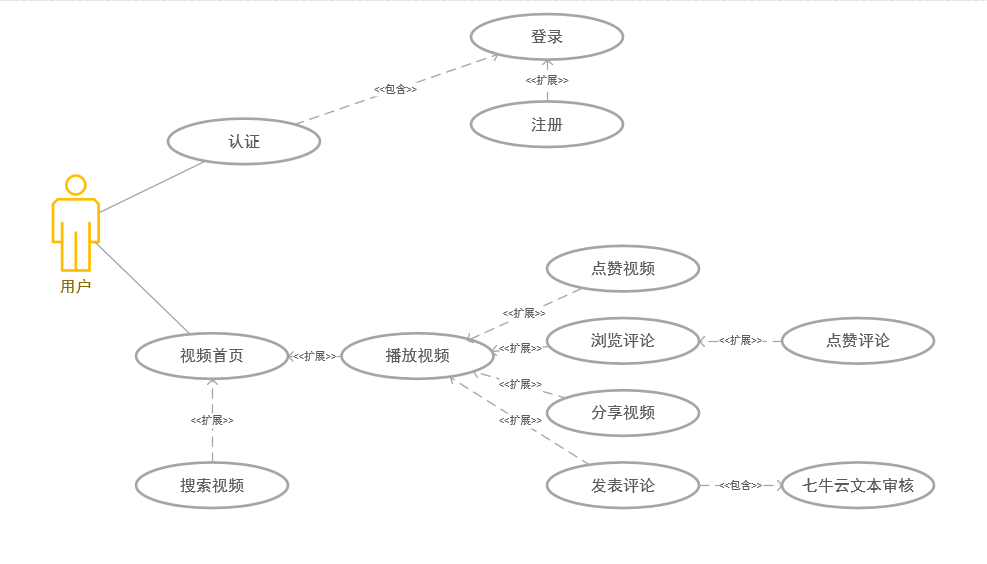 登录
<<包含>>
<<扩展>>
注册
认证
用户
点赞视频
<<扩展>>
视频首页
<<扩展>>
播放视频
<<扩展>>
浏览评论
<<扩展>>
点赞评论
<<扩展>>
分享视频
<<扩展>>
<<扩展>>
搜索视频
发表评论
<<包含>>
七牛云文本审核